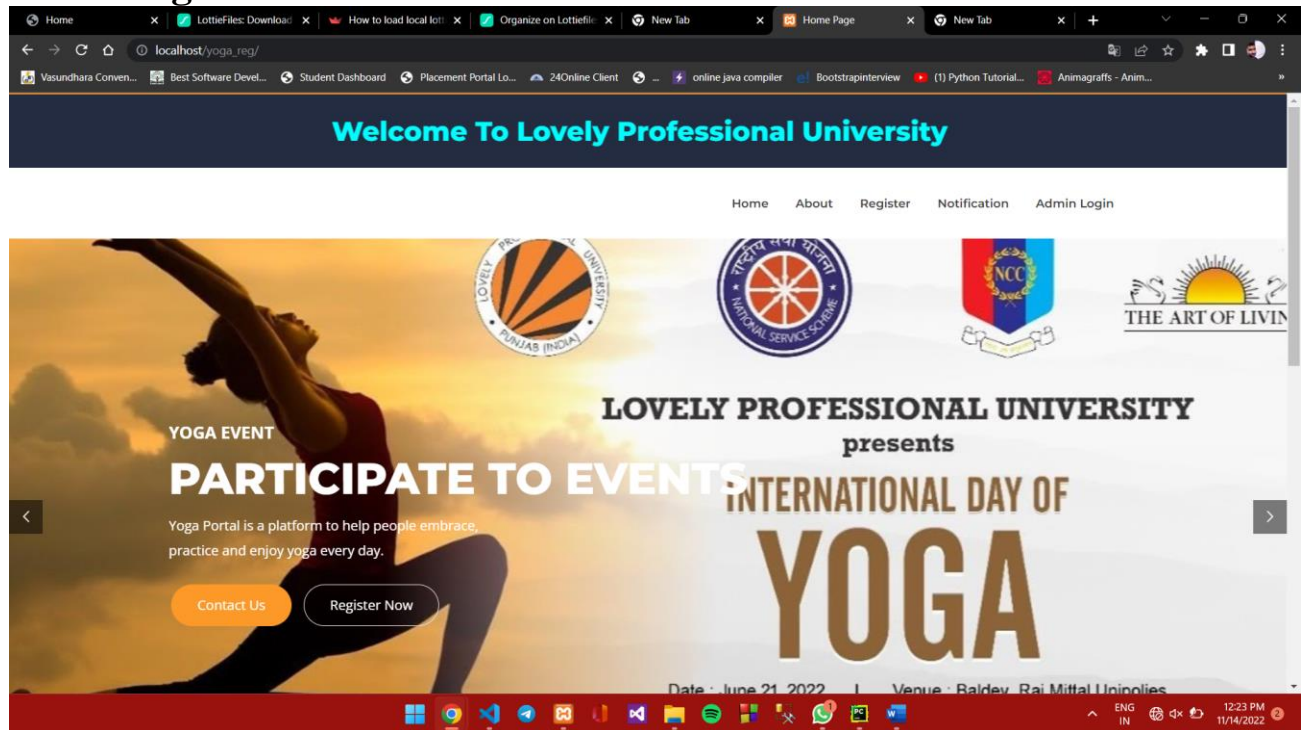 Home
LottieFiles: Download
How to load local lott
Organize on Lottiefile
New Tab
Home Page
New Tab
localhost/yoga_reg/
Vasundhara Conven...
Best Software Devel...
Student Dashboard
Placement Portal Lo...
24Online Client
online java compiler
Bootstrapinterview
(1) Python Tutorial...
Animagraffs - Anim...
Welcome To Lovely Professional University
Home About Register Notification Admin Login
LOVELY PROFESSIONAL UNIVERSITY
PUNJAB (INDIA)
राष्ट्रीय सेवा योजना
NATIONAL SERVICE SCHEME
NCC
THE ART OF LIVIN
LOVELY PROFESSIONAL UNIVERSITY
presents
INTERNATIONAL DAY OF
YOGA
Date : June 21, 2022 | Venue : Baldev Raj Mittal Unipolies
YOGA EVENT
PARTICIPATE TO EVENTS
Yoga Portal is a platform to help people embrace,
practice and enjoy yoga every day.
Contact Us
Register Now
ENG
IN
12:23 PM
11/14/2022
2